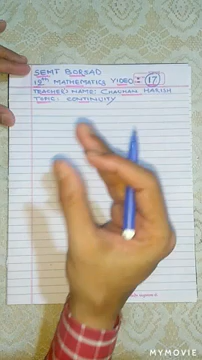 SEMT BORSAD
12th MATHEMATICS VIDEO: 17
TEACHER'S NAME: CHAUHAN HARISH
TOPIC: CONTINUITY
MYMOVIE